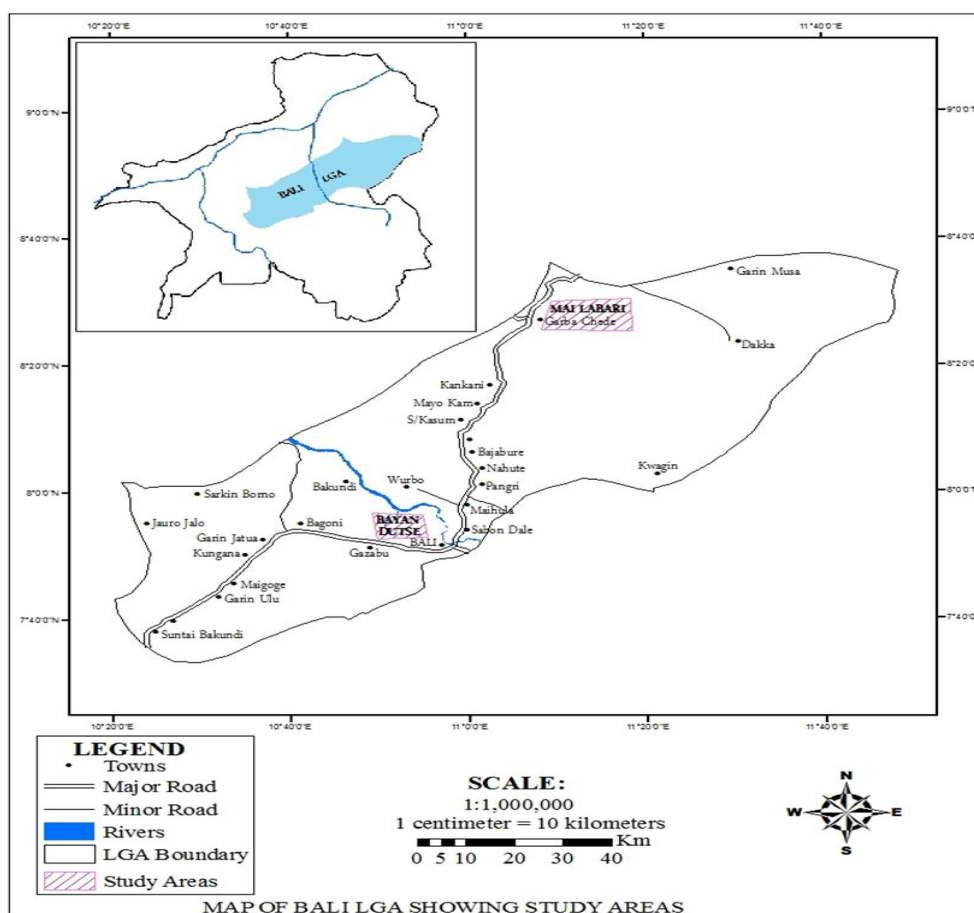 10°20'0"E 10°40'0"E 11°0'0"E 11°20'0"E 11°40'0"E
9°0'0"N
9°0'0"N
BALI LGA
8°40'0"N
8°40'0"N
Garin Musa
MAI LABARI
Garba Chede
Dakka
8°20'0"N
8°20'0"N
Kankani
Mayo Kam
S/Kasum
Bajabure
Nahute
Kwagin
Pangri
Wurbo
Bakundi
8°0'0"N
8°0'0"N
Sarkin Borno
Maihula
BAYAN
DUTSE
Jauro Jalo
Bagoni
Sabon Dale
Garin Jatua
BALI
Kungana
Gazabu
Maigoge
Garin Ulu
7°40'0"N
7°40'0"N
Suntai Bakundi
10°20'0"E 10°40'0"E 11°0'0"E 11°20'0"E 11°40'0"E
LEGEND
Towns
Major Road
Minor Road
Rivers
LGA Boundary
Study Areas
SCALE:
1:1,000,000
1 centimeter = 10 kilometers
Km
0 5 10 20 30 40
N
W E
S
MAP OF BALI LGA SHOWING STUDY AREAS